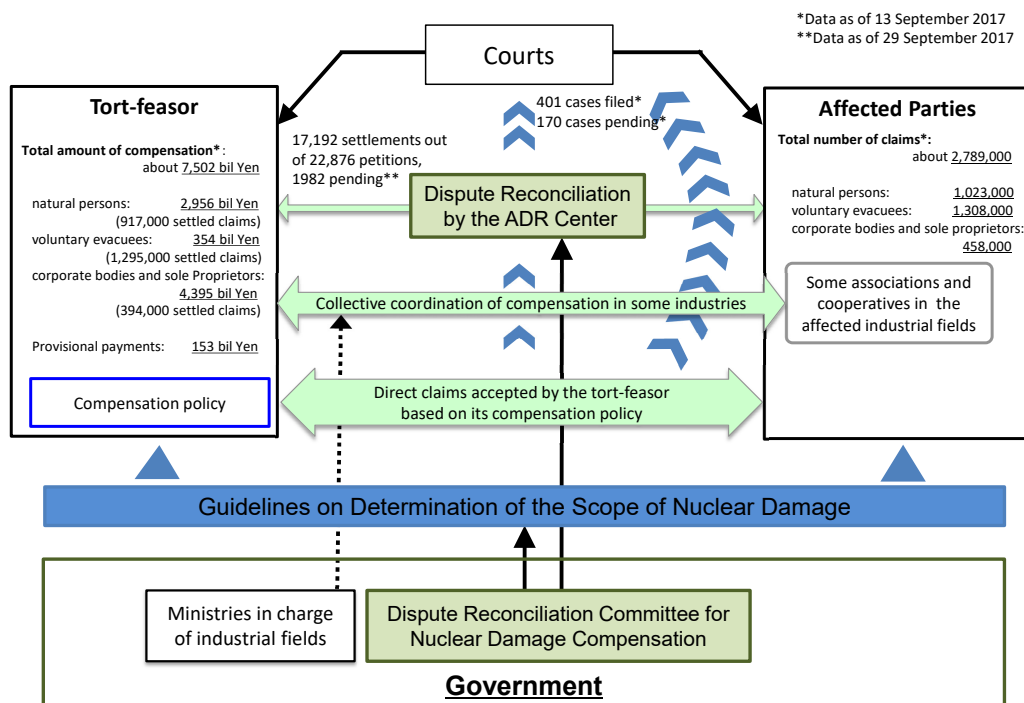 *Data as of 13 September 2017
**Data as of 29 September 2017
Courts
Tort-feasor
Total amount of compensation*:
about 7,502 bil Yen
natural persons: 2,956 bil Yen
(917,000 settled claims)
voluntary evacuees: 354 bil Yen
(1,295,000 settled claims)
corporate bodies and sole Proprietors:
4,395 bil Yen
(394,000 settled claims)
Provisional payments: 153 bil Yen
Compensation policy
17,192 settlements out
of 22,876 petitions,
1982 pending**
401 cases filed*
170 cases pending*
Dispute Reconciliation
by the ADR Center
Collective coordination of compensation in some industries
Direct claims accepted by the tort-feasor
based on its compensation policy
Affected Parties
Total number of claims*:
about 2,789,000
natural persons: 1,023,000
voluntary evacuees: 1,308,000
corporate bodies and sole proprietors:
458,000
Some associations and
cooperatives in the
affected industrial fields
Guidelines on Determination of the Scope of Nuclear Damage
Ministries in charge
of industrial fields
Dispute Reconciliation Committee for
Nuclear Damage Compensation
Government